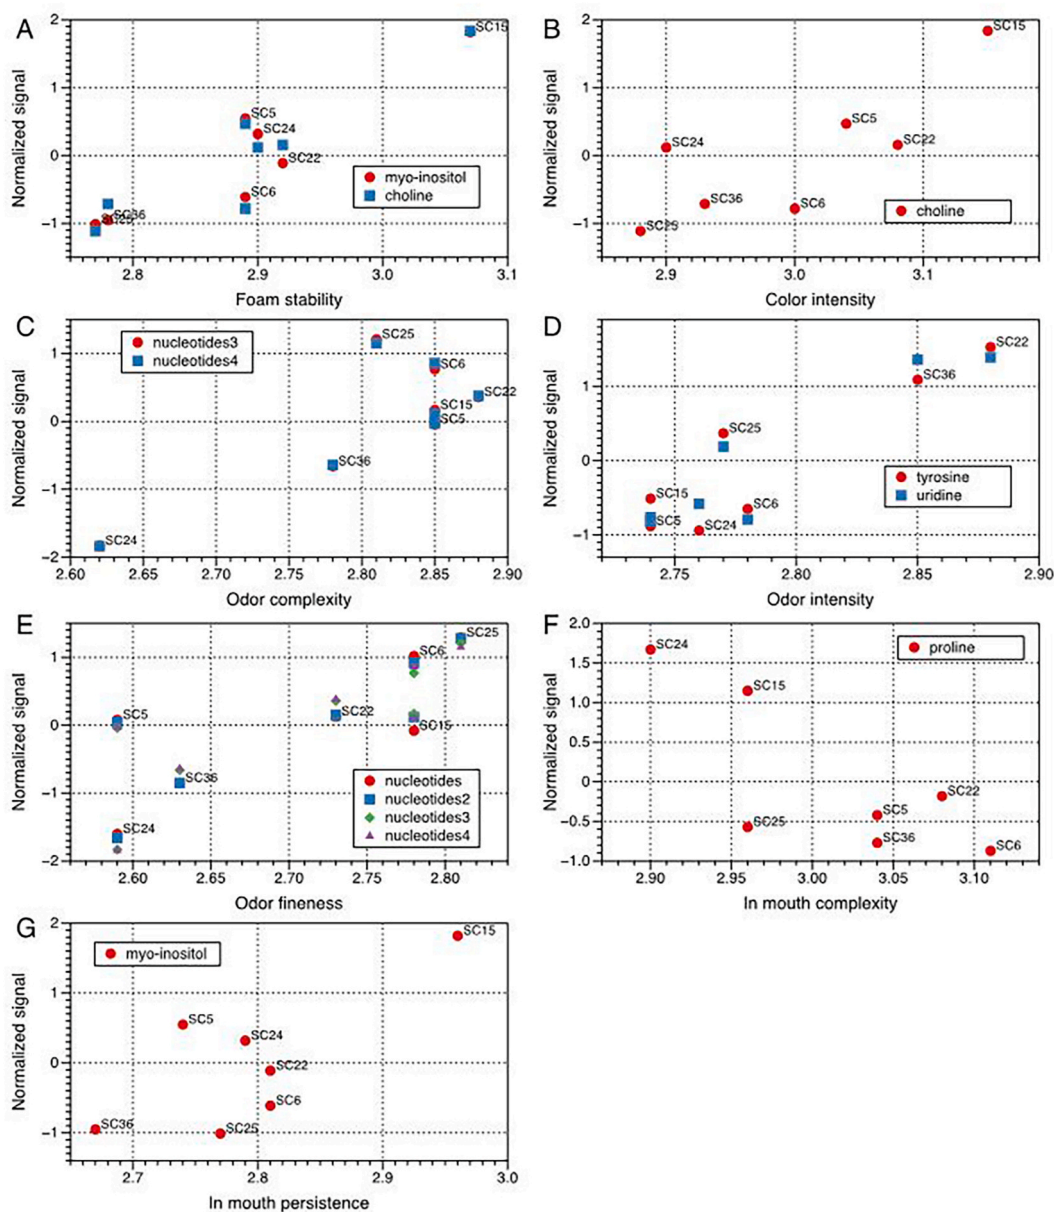 A
2
1
0
−1
Normalized signal
SC15
SC5
SC24
SC22
SC6
SC36
SC25
myo-inositol
choline
2.8
2.9
3.0
3.1
Foam stability
B
2
1
0
−1
Normalized signal
SC15
SC5
SC22
SC24
SC36
SC6
SC25
choline
2.9
3.0
3.1
Color intensity
C
1
0
−1
−2
Normalized signal
nucleotides3
nucleotides4
SC25
SC6
SC22
SC15
SC5
SC36
SC24
2.60
2.65
2.70
2.75
2.80
2.85
2.90
Odor complexity
D
1
0
−1
Normalized signal
SC22
SC36
SC25
SC15
SC6
SC5
SC24
tyrosine
uridine
2.75
2.80
2.85
2.90
Odor intensity
E
1
0
−1
−2
Normalized signal
SC25
SC6
SC5
SC22
SC15
SC36
SC24
nucleotides
nucleotides2
nucleotides3
nucleotides4
2.60
2.65
2.70
2.75
2.80
Odor fineness
F
2.0
1.5
1.0
0.5
0
−0.5
−1.0
Normalized signal
proline
SC24
SC15
SC22
SC5
SC25
SC36
SC6
2.90
2.95
3.00
3.05
3.10
In mouth complexity
G
2
1
0
−1
Normalized signal
myo-inositol
SC15
SC5
SC24
SC22
SC6
SC36
SC25
2.7
2.8
2.9
3.0
In mouth persistence